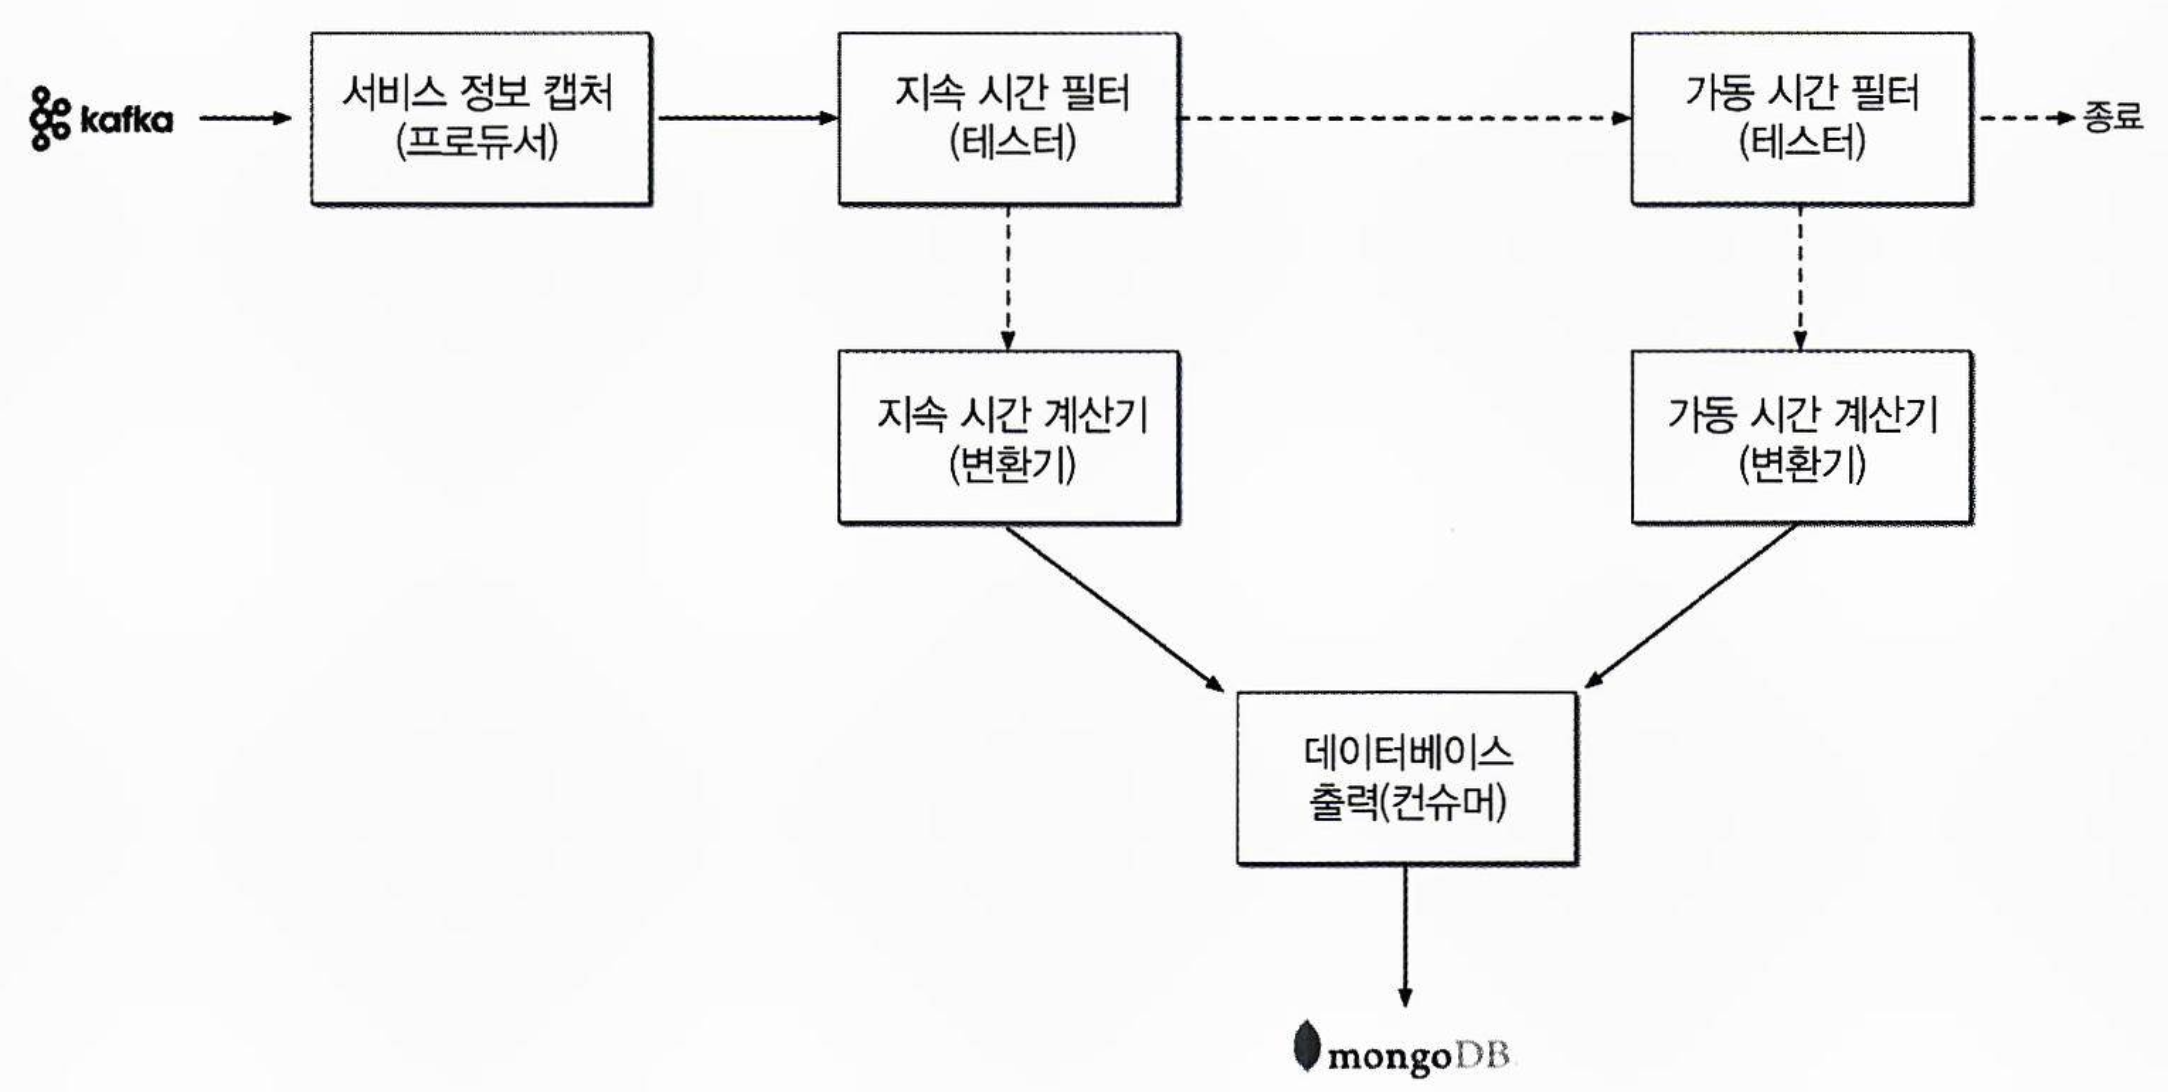 kafka
서비스 정보 캡처
(프로듀서)
지속 시간 필터
(테스터)
가동 시간 필터
(테스터)
종료
지속 시간 계산기
(변환기)
가동 시간 계산기
(변환기)
데이터베이스
출력(컨슈머)
mongoDB